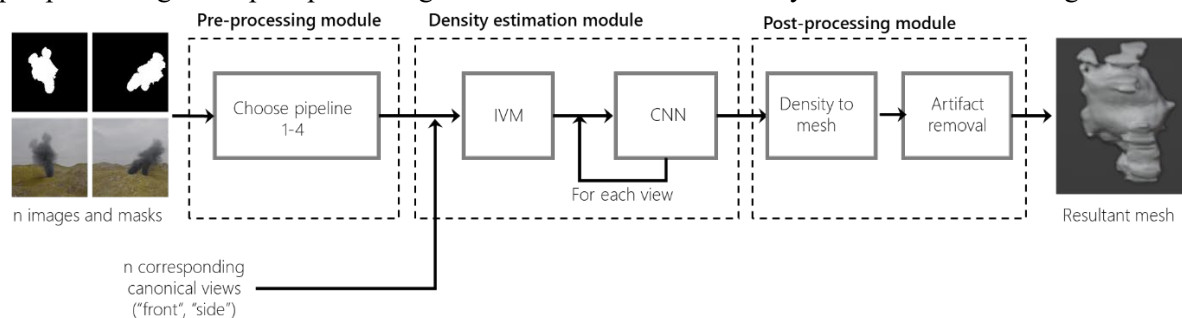 Pre-processing module
Density estimation module
Post-processing module
Choose pipeline
1-4
IVM
CNN
Density to
mesh
Artifact
removal
For each view
n images and masks
Resultant mesh
n corresponding
canonical views
("front", "side")